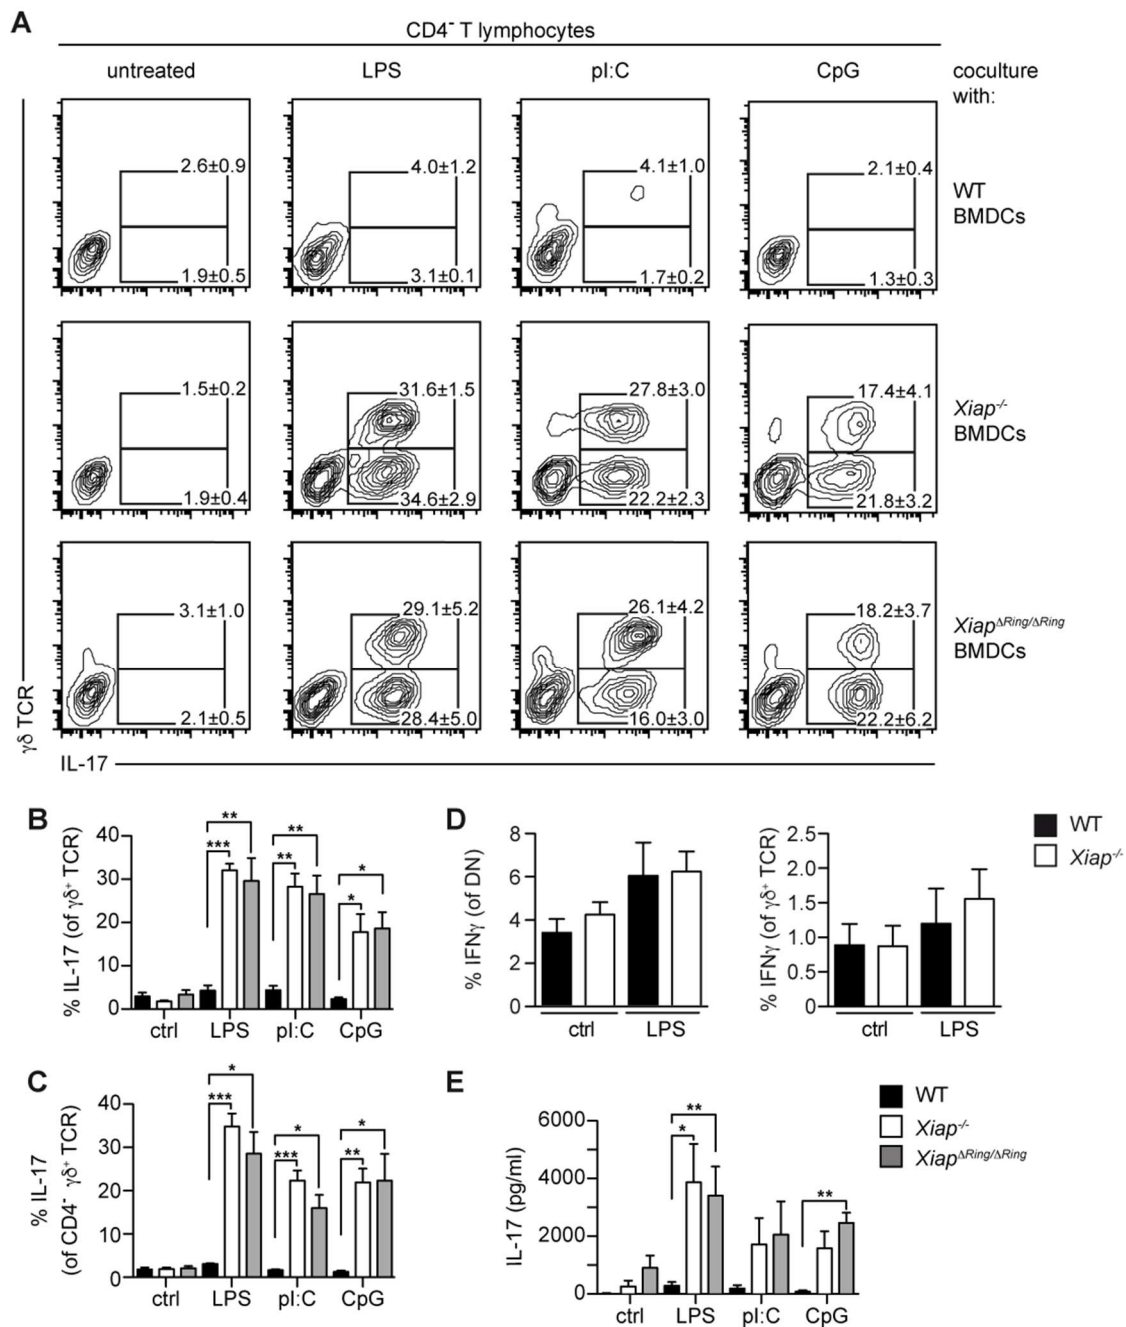 A
CD4⁻ T lymphocytes
untreated LPS pI:C CpG coculture
with:
2.6±0.9 4.0±1.2 4.1±1.0 2.1±0.4
WT
BMDCs
1.9±0.5 3.1±0.1 1.7±0.2 1.3±0.3
1.5±0.2 31.6±1.5 27.8±3.0 17.4±4.1
Xiap⁻/⁻
BMDCs
1.9±0.4 34.6±2.9 22.2±2.3 21.8±3.2
3.1±1.0 29.1±5.2 26.1±4.2 18.2±3.7
Xiap^ΔRing/ΔRing
BMDCs
2.1±0.5 28.4±5.0 16.0±3.0 22.2±6.2
γδ TCR
IL-17
B
% IL-17 (of γδ⁺ TCR)
40
30
20
10
0
** ** *
*** ** *
ctrl LPS pI:C CpG
D
% IFNγ (of DN)
8
6
4
2
0
ctrl LPS
% IFNγ (of γδ⁺ TCR)
2.5
2.0
1.5
1.0
0.5
0
ctrl LPS
WT
Xiap⁻/⁻
C
% IL-17
(of CD4⁻ γδ⁺ TCR)
40
30
20
10
0
* * *
*** *** **
ctrl LPS pI:C CpG
E
IL-17 (pg/ml)
6000
4000
2000
0
** **
*
ctrl LPS pI:C CpG
WT
Xiap⁻/⁻
Xiap^ΔRing/ΔRing